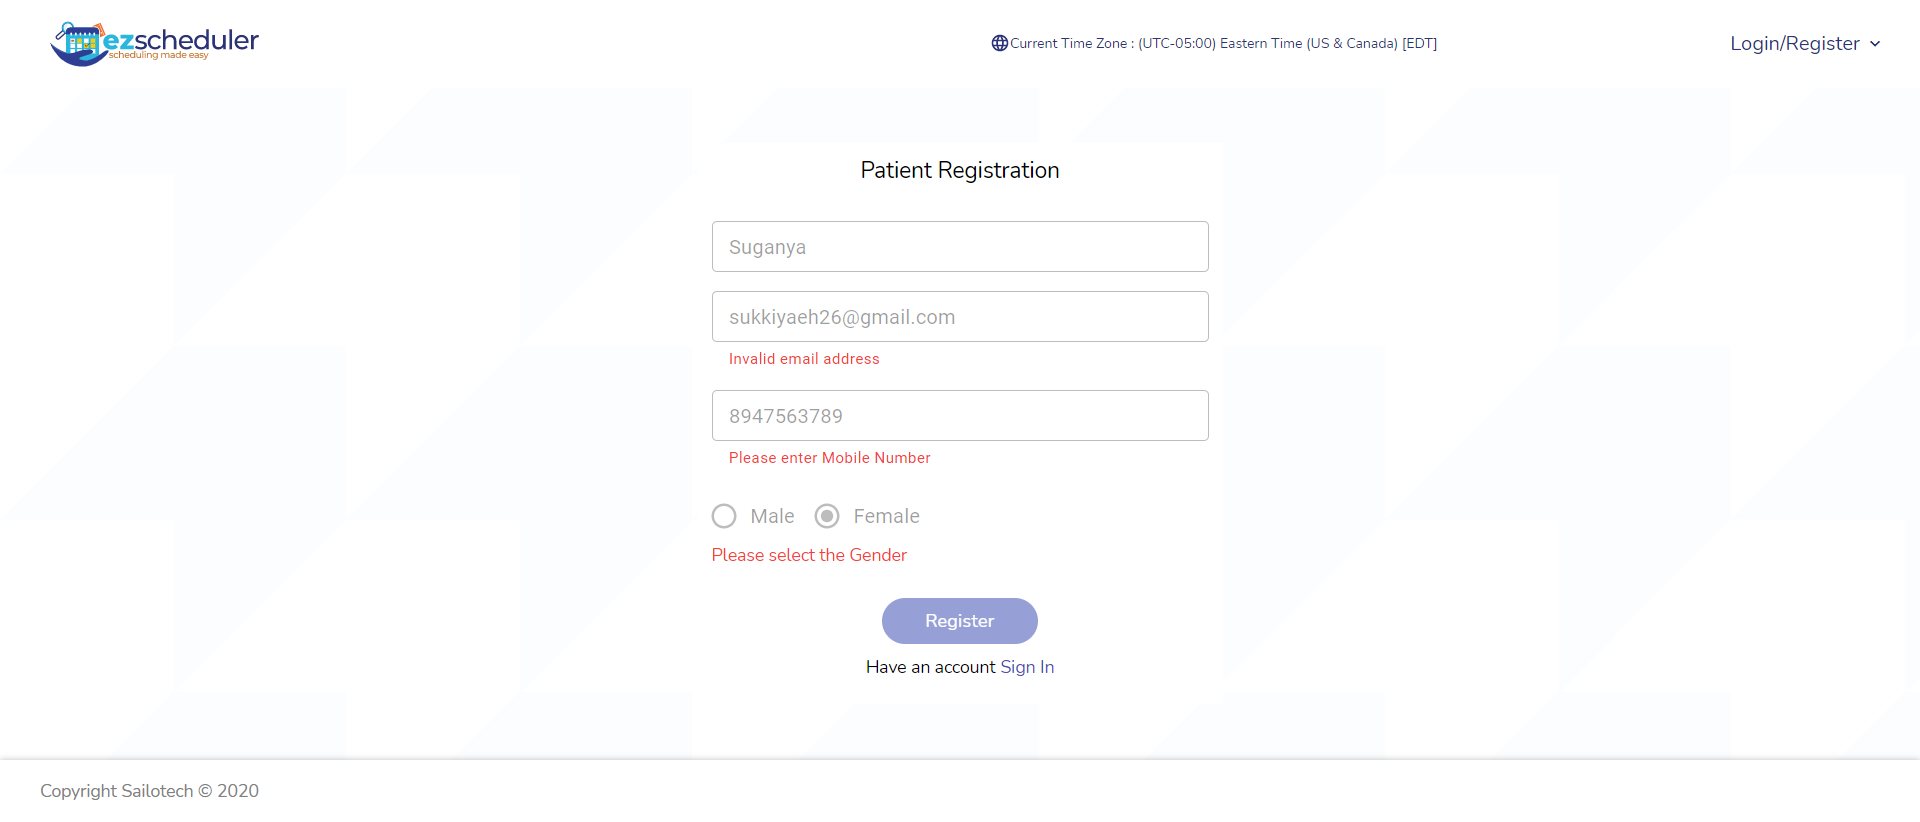 ezscheduler
scheduling made easy
Current Time Zone : (UTC-05:00) Eastern Time (US & Canada) [EDT]
Login/Register
Patient Registration
Suganya
sukkiyaeh26@gmail.com
Invalid email address
8947563789
Please enter Mobile Number
Male Female
Please select the Gender
Register
Have an account Sign In
Copyright Sailotech © 2020